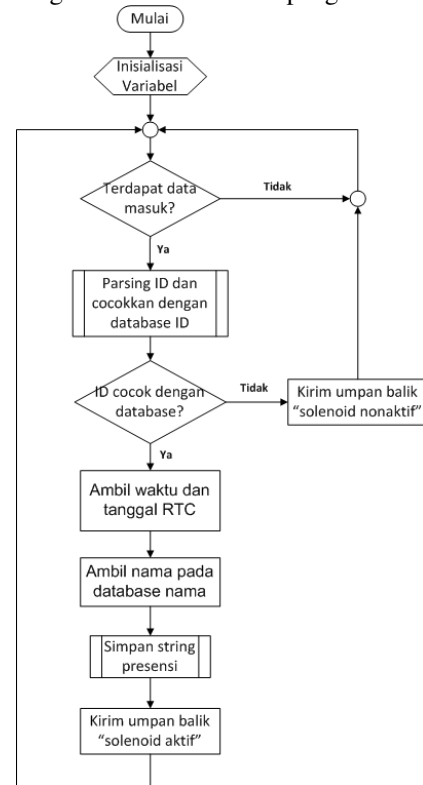 Mulai
Inisialisasi
Variabel
Terdapat data
masuk?
Tidak
Ya
Parsing ID dan
cocokkan dengan
database ID
ID cocok dengan
database?
Tidak
Kirim umpan balik
“solenoid nonaktif”
Ya
Ambil waktu dan
tanggal RTC
Ambil nama pada
database nama
Simpan string
presensi
Kirim umpan balik
“solenoid aktif”